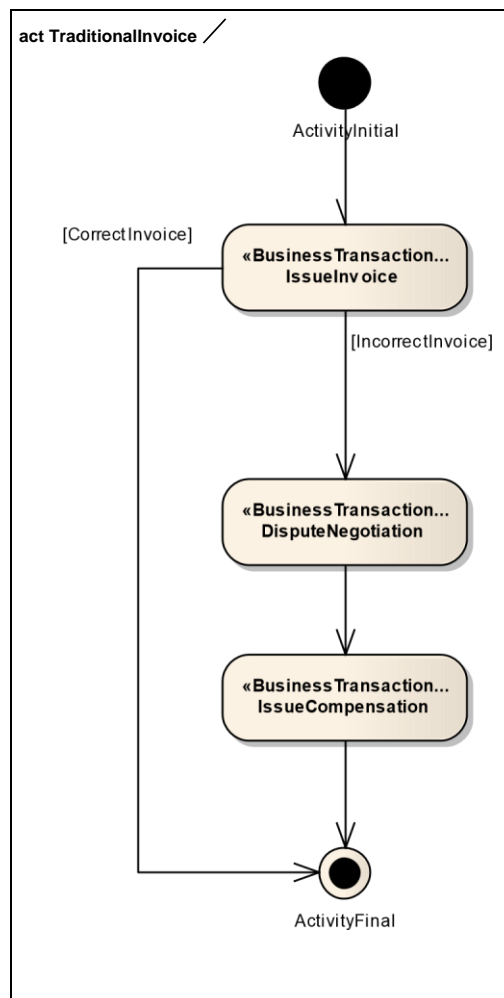 act TraditionalInvoice
ActivityInitial
[CorrectInvoice]
«BusinessTransaction...
IssueInvoice
[IncorrectInvoice]
«BusinessTransaction...
DisputeNegotiation
«BusinessTransaction...
IssueCompensation
ActivityFinal